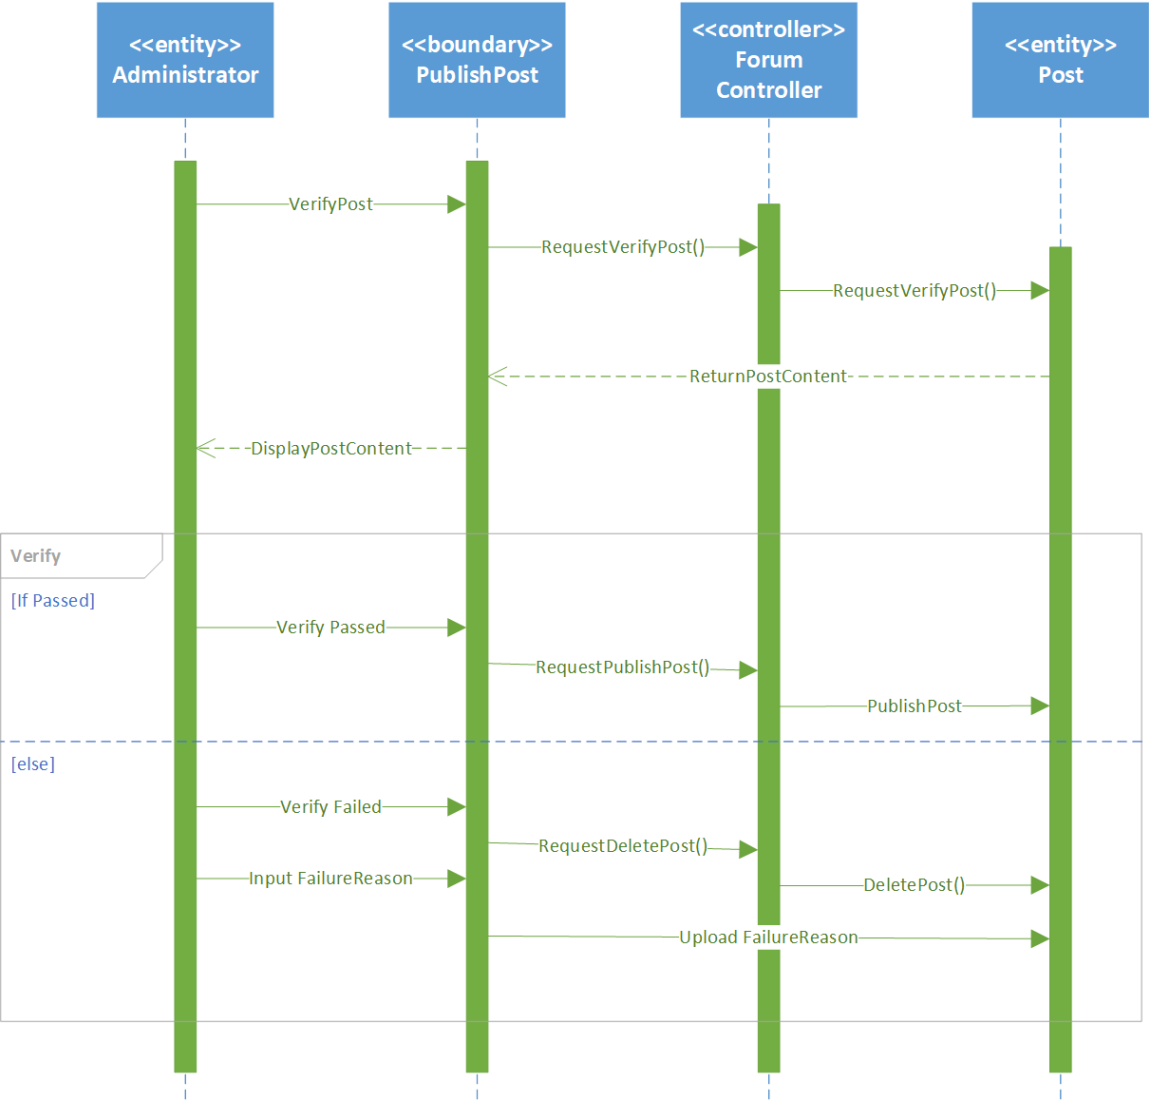 <<entity>>
Administrator
<<boundary>>
PublishPost
<<controller>>
Forum
Controller
<<entity>>
Post
VerifyPost
RequestVerifyPost()
RequestVerifyPost()
ReturnPostContent
DisplayPostContent
Verify
[If Passed]
Verify Passed
RequestPublishPost()
PublishPost
[else]
Verify Failed
RequestDeletePost()
Input FailureReason
DeletePost()
Upload FailureReason